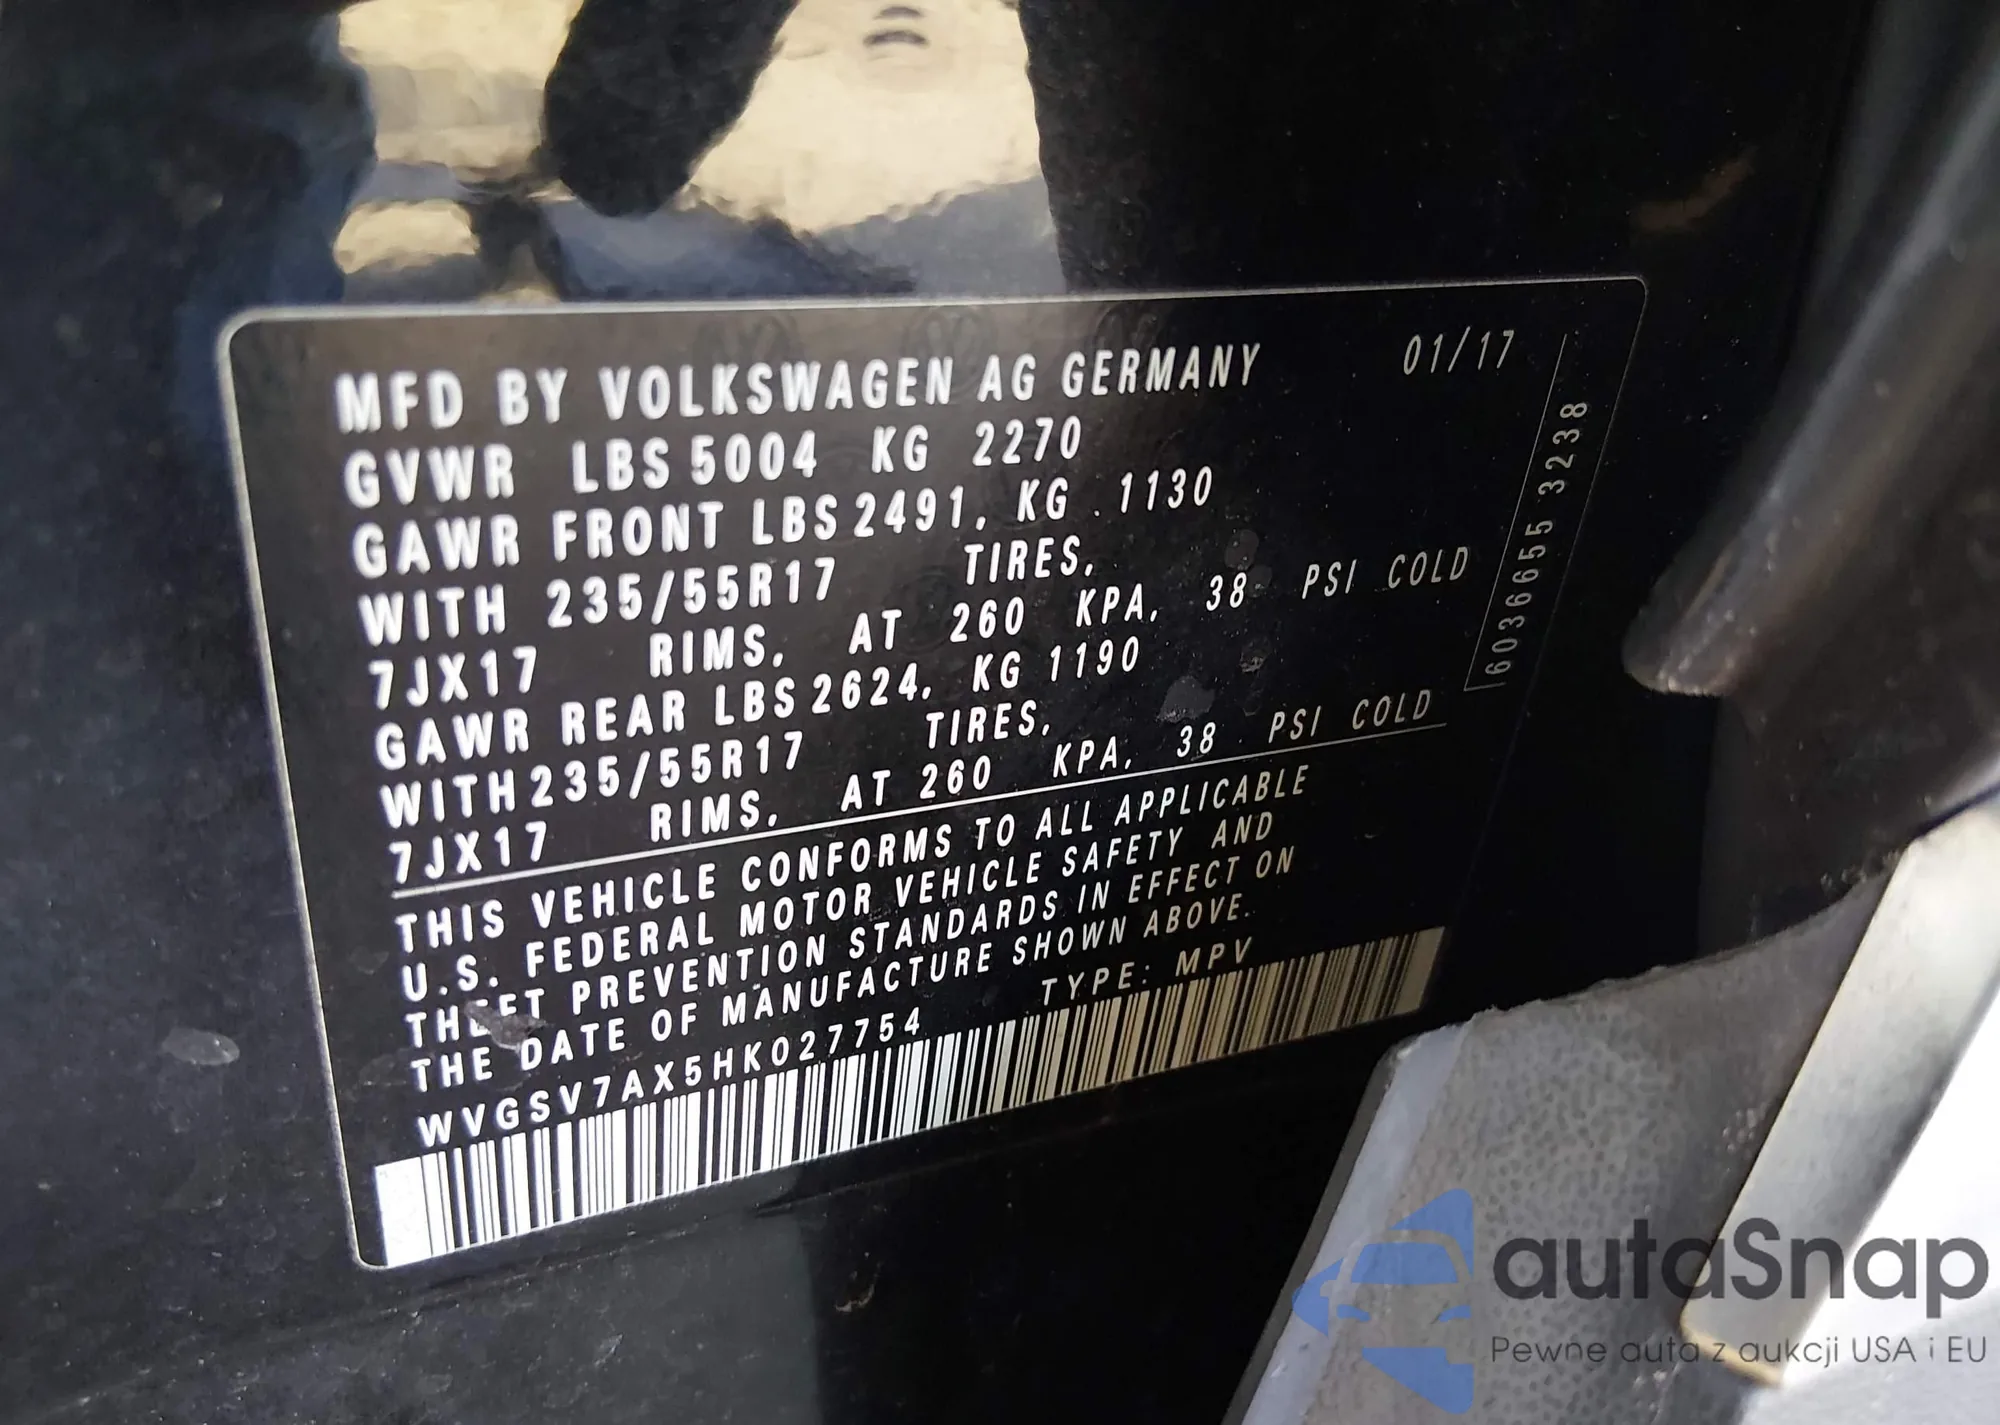 MFD BY VOLKSWAGEN AG GERMANY 01/17
GVWR LBS 5004 KG 2270
GAWR FRONT LBS 2491, KG 1130
WITH 235/55R17 TIRES,
7JX17 RIMS, AT 260 KPA, 38 PSI COLD
GAWR REAR LBS 2624, KG 1190
WITH 235/55R17 TIRES,
7JX17 RIMS, AT 260 KPA, 38 PSI COLD
THIS VEHICLE CONFORMS TO ALL APPLICABLE
U.S. FEDERAL MOTOR VEHICLE SAFETY AND
THEFT PREVENTION STANDARDS IN EFFECT ON
THE DATE OF MANUFACTURE SHOWN ABOVE.
WVGSV7AX5HK027754 TYPE: MPV
6036655 3238
autaSnap
Pewne auta z aukcji USA i EU